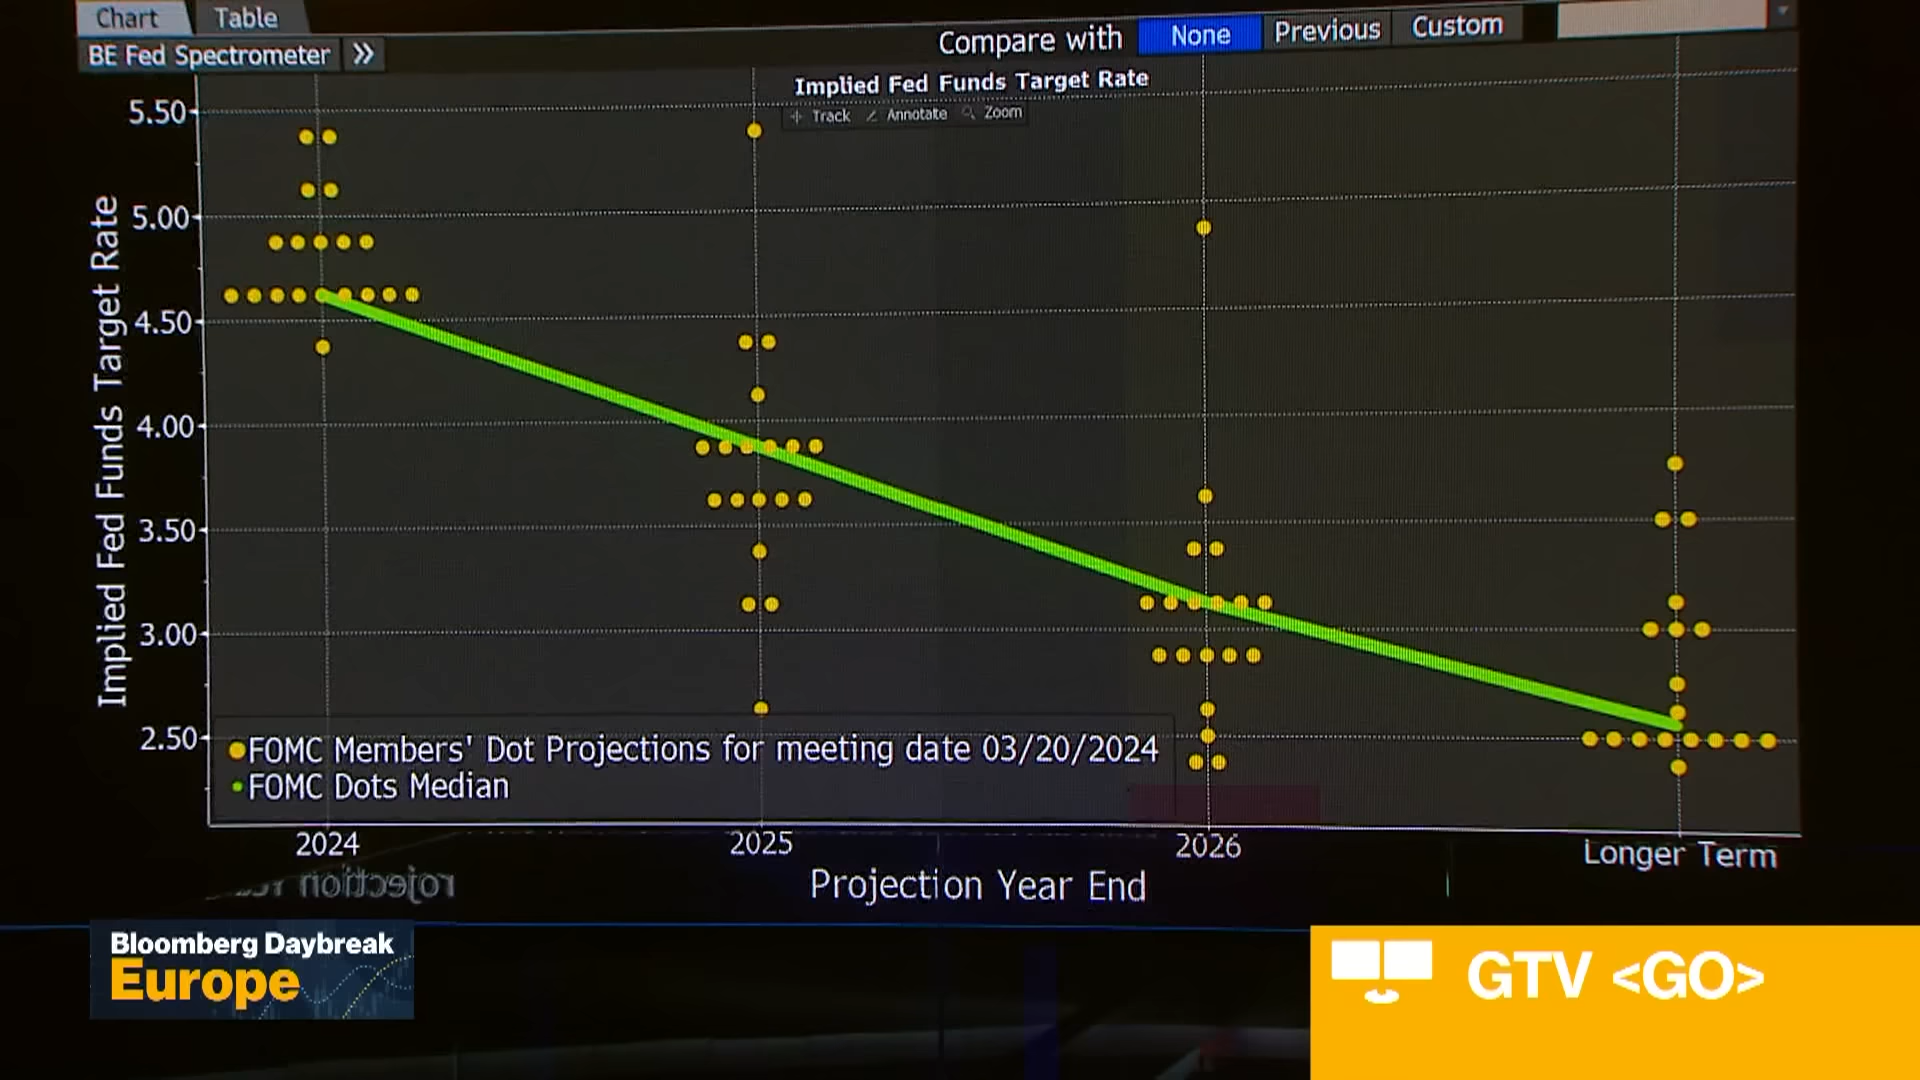 Chart
Table
BE Fed Spectrometer »
Compare with None Previous Custom
Implied Fed Funds Target Rate
Track Annotate Zoom
Implied Fed Funds Target Rate
5.50
5.00
4.50
4.00
3.50
3.00
2.50
FOMC Members' Dot Projections for meeting date 03/20/2024
FOMC Dots Median
2024
2025
2026
Longer Term
Projection Year End
rojection
Bloomberg Daybreak
Europe
GTV <GO>